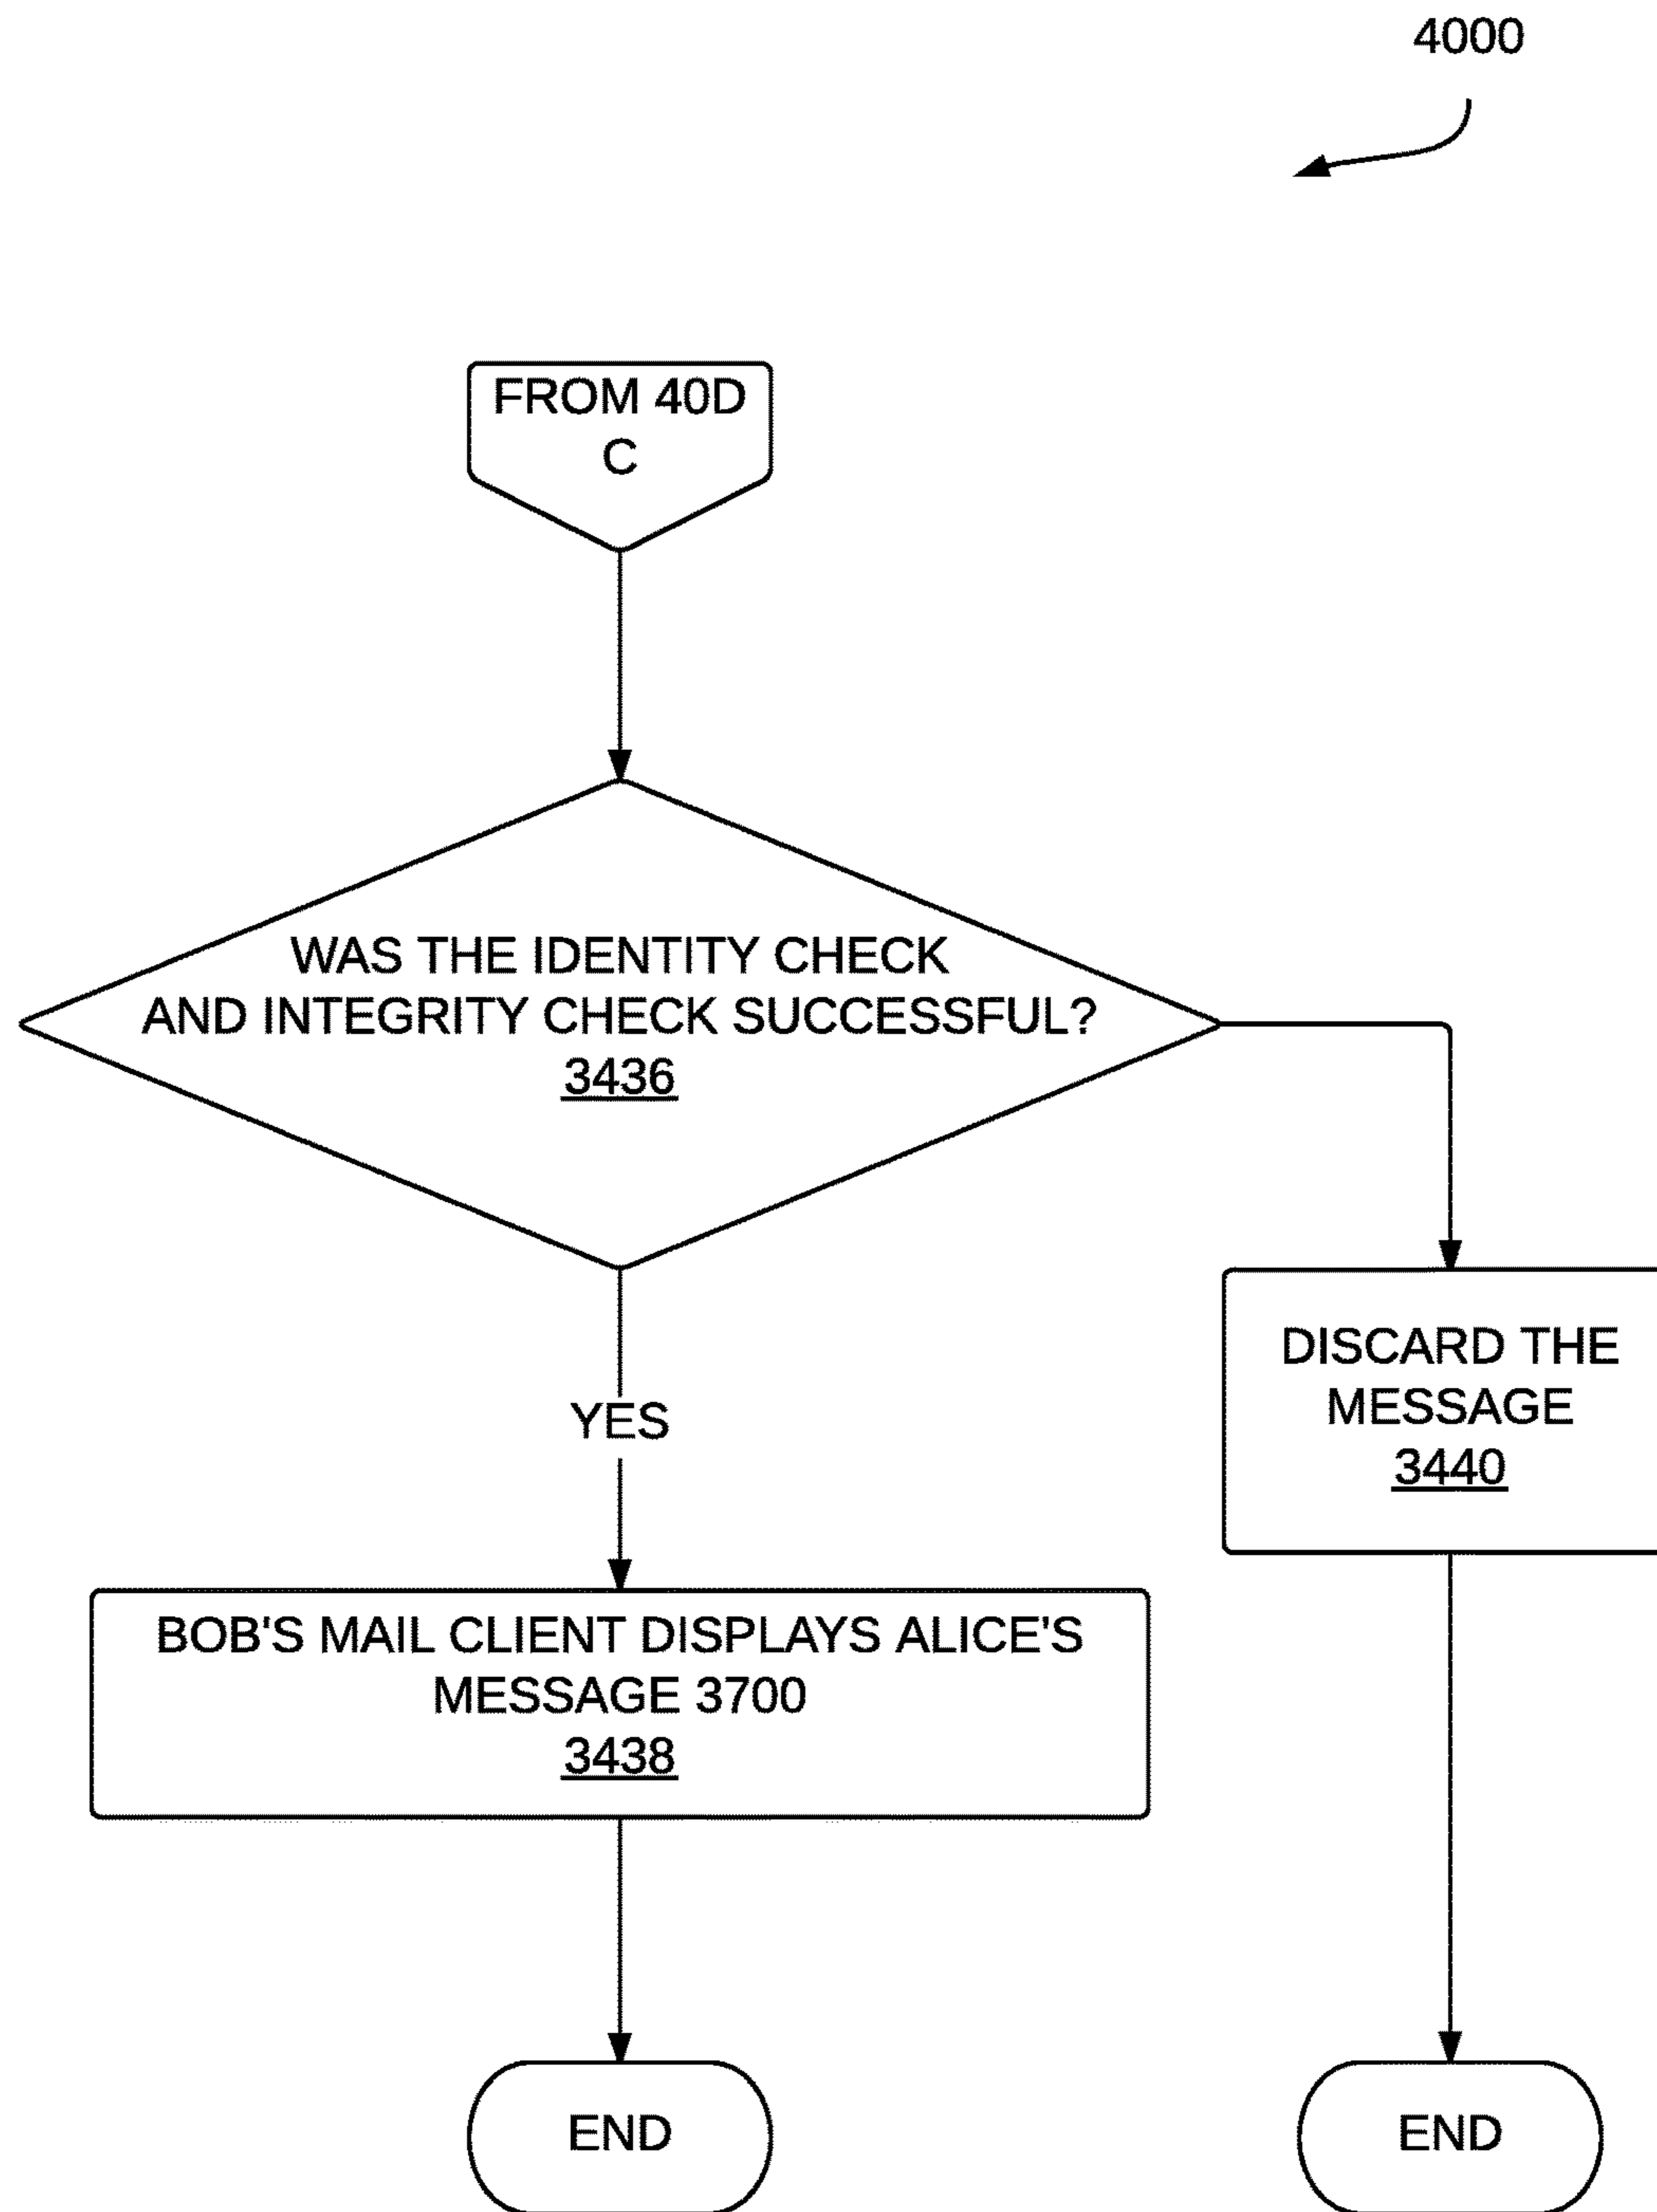 4000
FROM 40D
C
WAS THE IDENTITY CHECK
AND INTEGRITY CHECK SUCCESSFUL?
3436
YES
DISCARD THE
MESSAGE
3440
BOB'S MAIL CLIENT DISPLAYS ALICE'S
MESSAGE 3700
3438
END
END